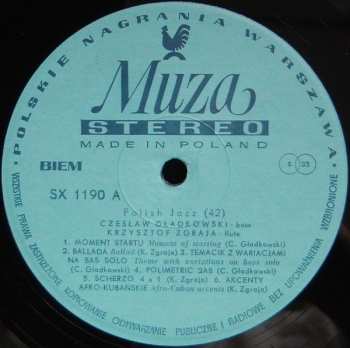 POLSKIE NAGRANIA WARSZAWA
Muza
STEREO
MADE IN POLAND
BIEM
S 33
SX 1190 A
Polish Jazz (42)
CZESŁAW GŁADKOWSKI - bass
KRZYSZTOF ZGRAJA - flute
1. MOMENT STARTU Moment of starting (C. Gładkowski)
2. BALLADA Ballad (K. Zgraja) 3. TEMACIK Z WARIACJAMI
NA BAS SOLO Theme with variations on bass solo
(C. Gładkowski) 4. POLIMETRIC 2AB (C. Gładkowski)
5. SCHERZO 4 x 1 (K. Zgraja) 6. AKCENTY
AFRO-KUBAŃSKIE Afro-Cuban accents (K. Zgraja)
WSZELKIE PRAWA ZASTRZEŻONE KOPIOWANIE ODTWARZANIE PUBLICZNE I RADIOWE BEZ UPOWAŻNIENIA WZBRONIONE